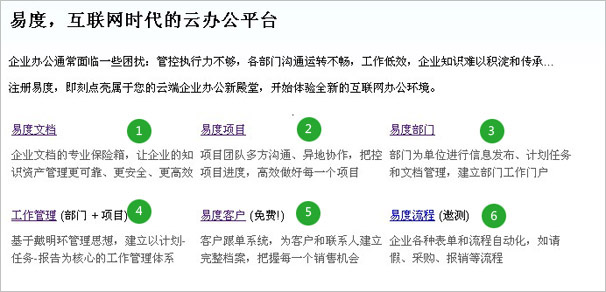 易度，互联网时代的云办公平台
企业办公通常面临一些困扰：管控执行力不够，各部门沟通运转不畅，工作低效，企业知识难以积淀和传承...
注册易度，即刻点亮属于您的云端企业办公新殿堂，开始体验全新的互联网办公环境。
易度文档 1
企业文档的专业保险箱，让企业的知
识资产管理更可靠、更安全、更高效
易度项目 2
项目团队多方沟通、异地协作，把控
项目进度，高效做好每一个项目
易度部门 3
部门为单位进行信息发布、计划任务
和文档管理，建立部门工作门户
工作管理 (部门 + 项目) 4
基于戴明环管理思想，建立以计划-
任务-报告为核心的工作管理体系
易度客户 (免费!) 5
客户跟单系统，为客户和联系人建立
完整档案，把握每一个销售机会
易度流程 (邀测) 6
企业各种表单和流程自动化，如请
假、采购、报销等流程